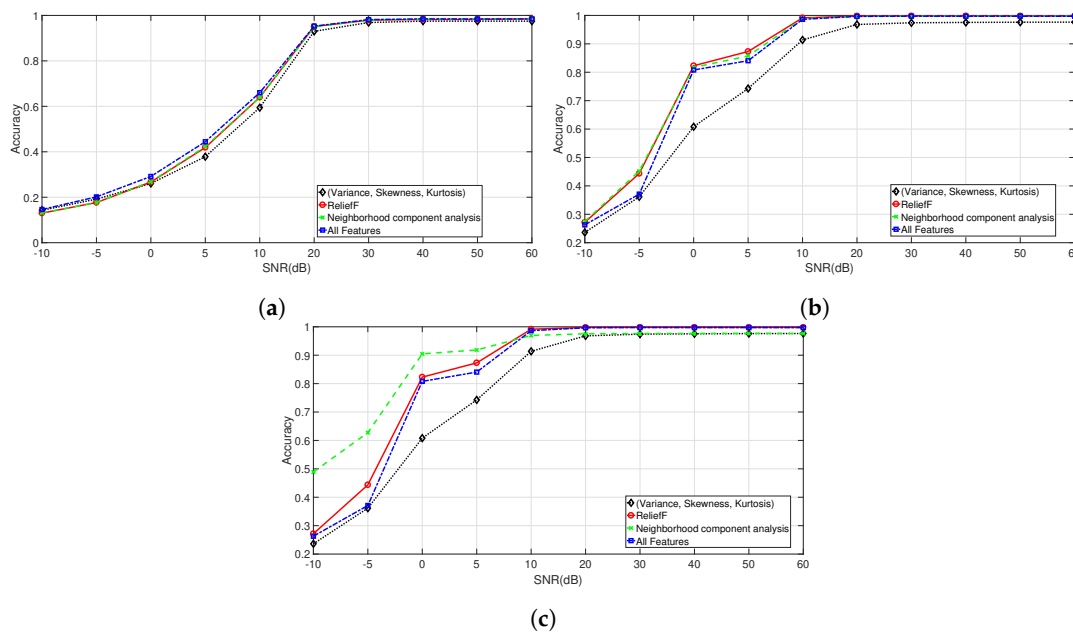 1
0.8
0.6
0.4
0.2
0
Accuracy
-10 -5 0 5 10 20 30 40 50 60
SNR(dB)
(Variance, Skewness, Kurtosis)
ReliefF
Neighborhood component analysis
All Features
(a)
1
0.9
0.8
0.7
0.6
0.5
0.4
0.3
0.2
Accuracy
-10 -5 0 5 10 20 30 40 50 60
SNR(dB)
(Variance, Skewness, Kurtosis)
ReliefF
Neighborhood component analysis
All Features
(b)
1
0.9
0.8
0.7
0.6
0.5
0.4
0.3
0.2
Accuracy
-10 -5 0 5 10 20 30 40 50 60
SNR(dB)
(Variance, Skewness, Kurtosis)
ReliefF
Neighborhood component analysis
All Features
(c)